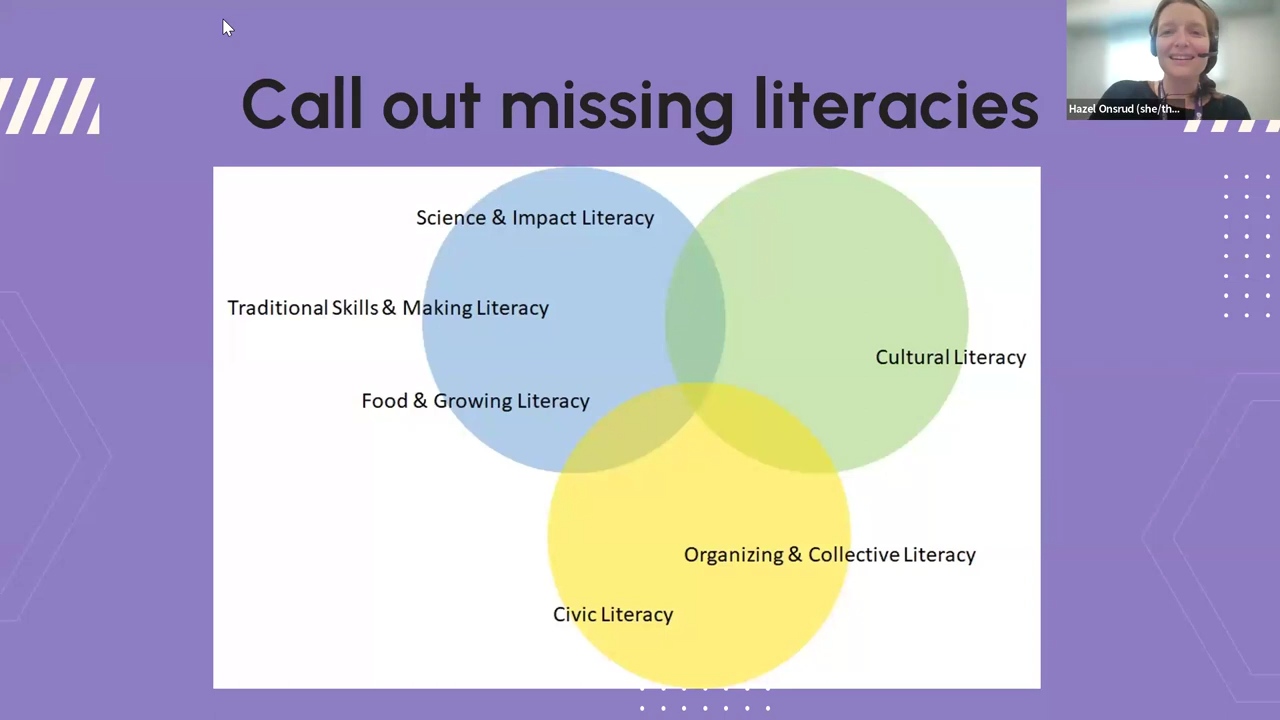 Call out missing literacies
Hazel Onsrud (she/th...
Science & Impact Literacy
Traditional Skills & Making Literacy
Cultural Literacy
Food & Growing Literacy
Organizing & Collective Literacy
Civic Literacy